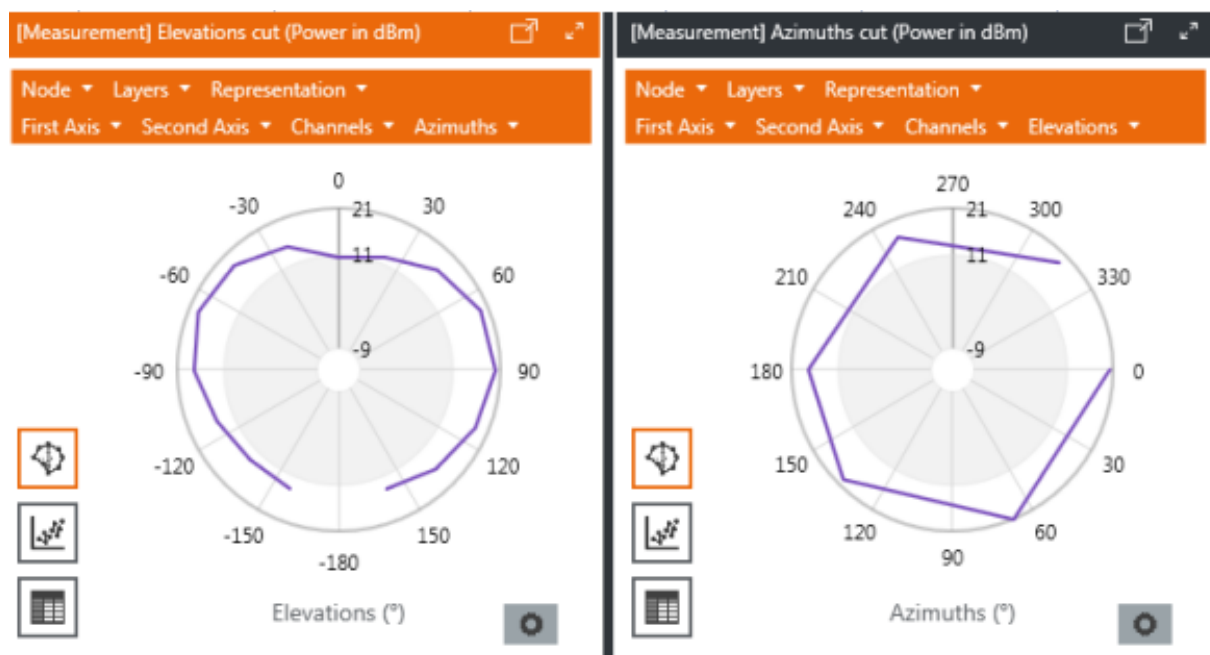 [Measurement] Elevations cut (Power in dBm)
Node Layers Representation
First Axis Second Axis Channels Azimuths
0
-30 21 30
11
-60 60
-9
-90 90
-120 120
-150 150
-180
Elevations (°)
[Measurement] Azimuths cut (Power in dBm)
Node Layers Representation
First Axis Second Axis Channels Elevations
270
240 21 300
11
210 330
-9
180 0
150 30
120 60
90
Azimuths (°)